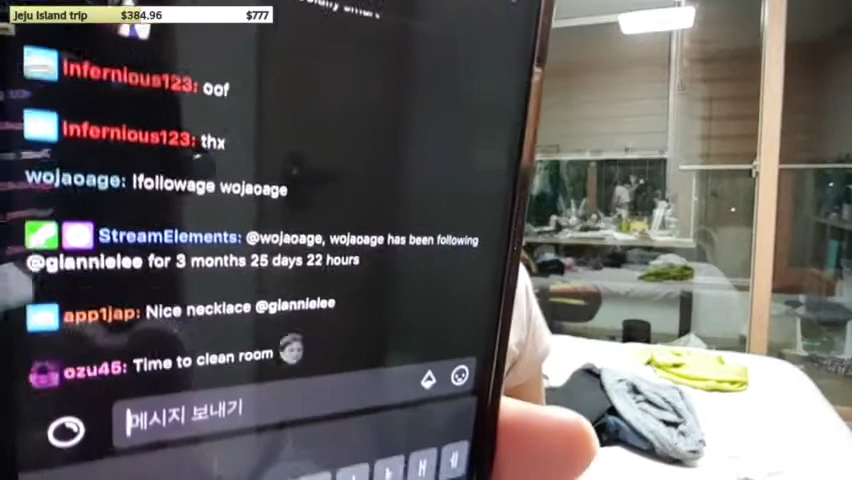 Jeju Island trip $384.96 $777
smart
infernious123: oof
infernious123: thx
wojaoage: !followage wojaoage
StreamElements: @wojaoage, wojaoage has been following
@giannielee for 3 months 25 days 22 hours
app1jap: Nice necklace @giannielee
ozu45: Time to clean room
메시지 보내기
ㅐ ㅔ